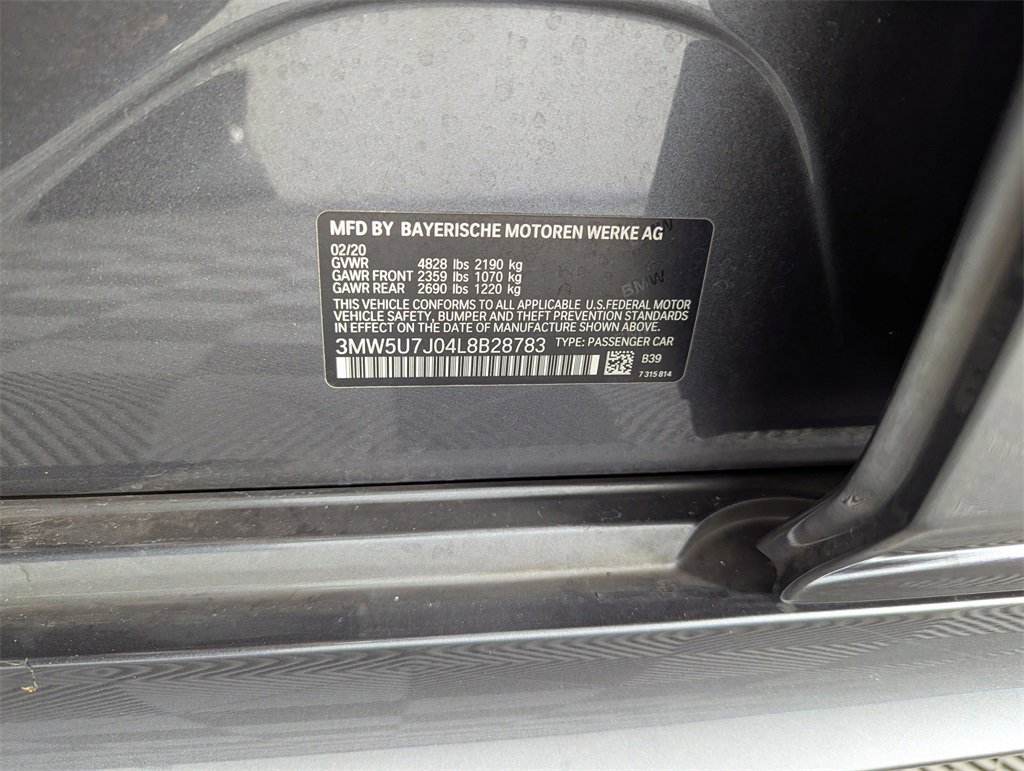 MFD BY BAYERISCHE MOTOREN WERKE AG
02/20
GVWR 4828 lbs 2190 kg
GAWR FRONT 2359 lbs 1070 kg
GAWR REAR 2690 lbs 1220 kg
BMW
THIS VEHICLE CONFORMS TO ALL APPLICABLE U.S.FEDERAL MOTOR
VEHICLE SAFETY, BUMPER AND THEFT PREVENTION STANDARDS
IN EFFECT ON THE DATE OF MANUFACTURE SHOWN ABOVE.
3MW5U7J04L8B28783 TYPE: PASSENGER CAR
B39
7 315 814